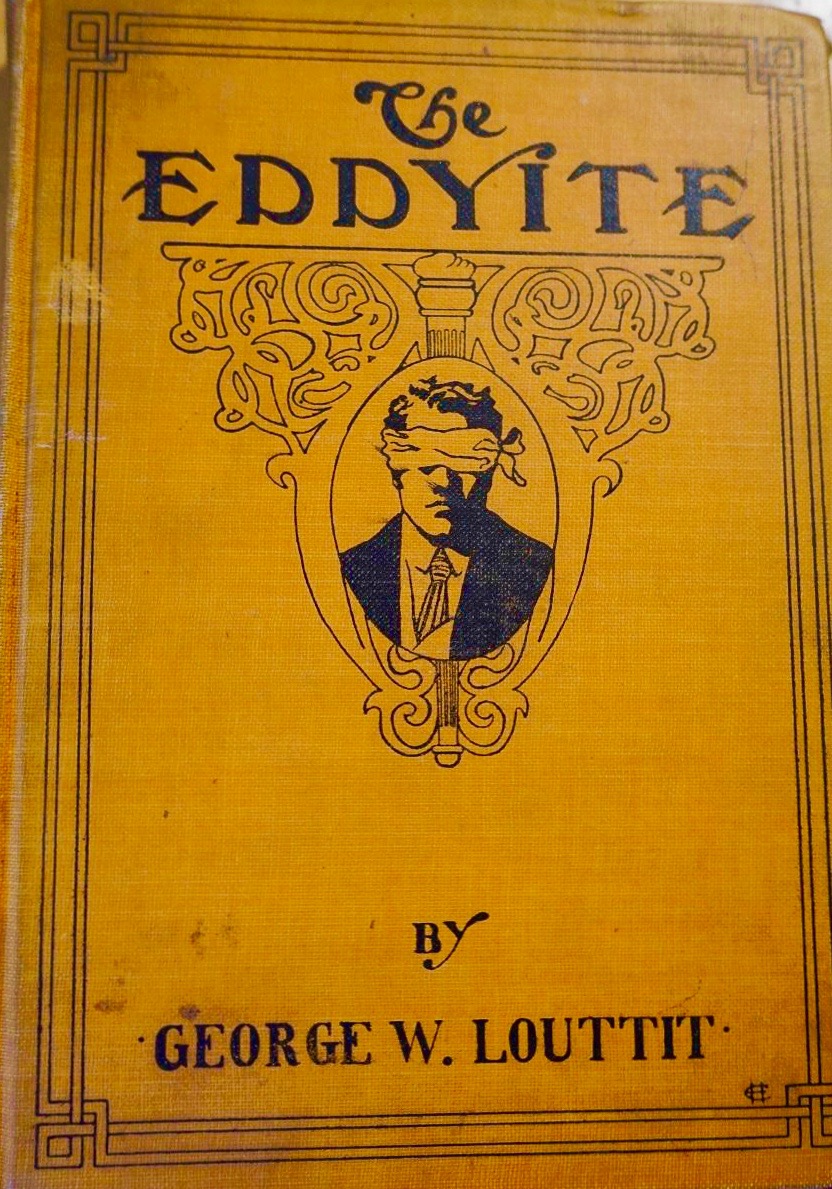 The
EDDYITE
BY
·GEORGE W. LOUTTIT·